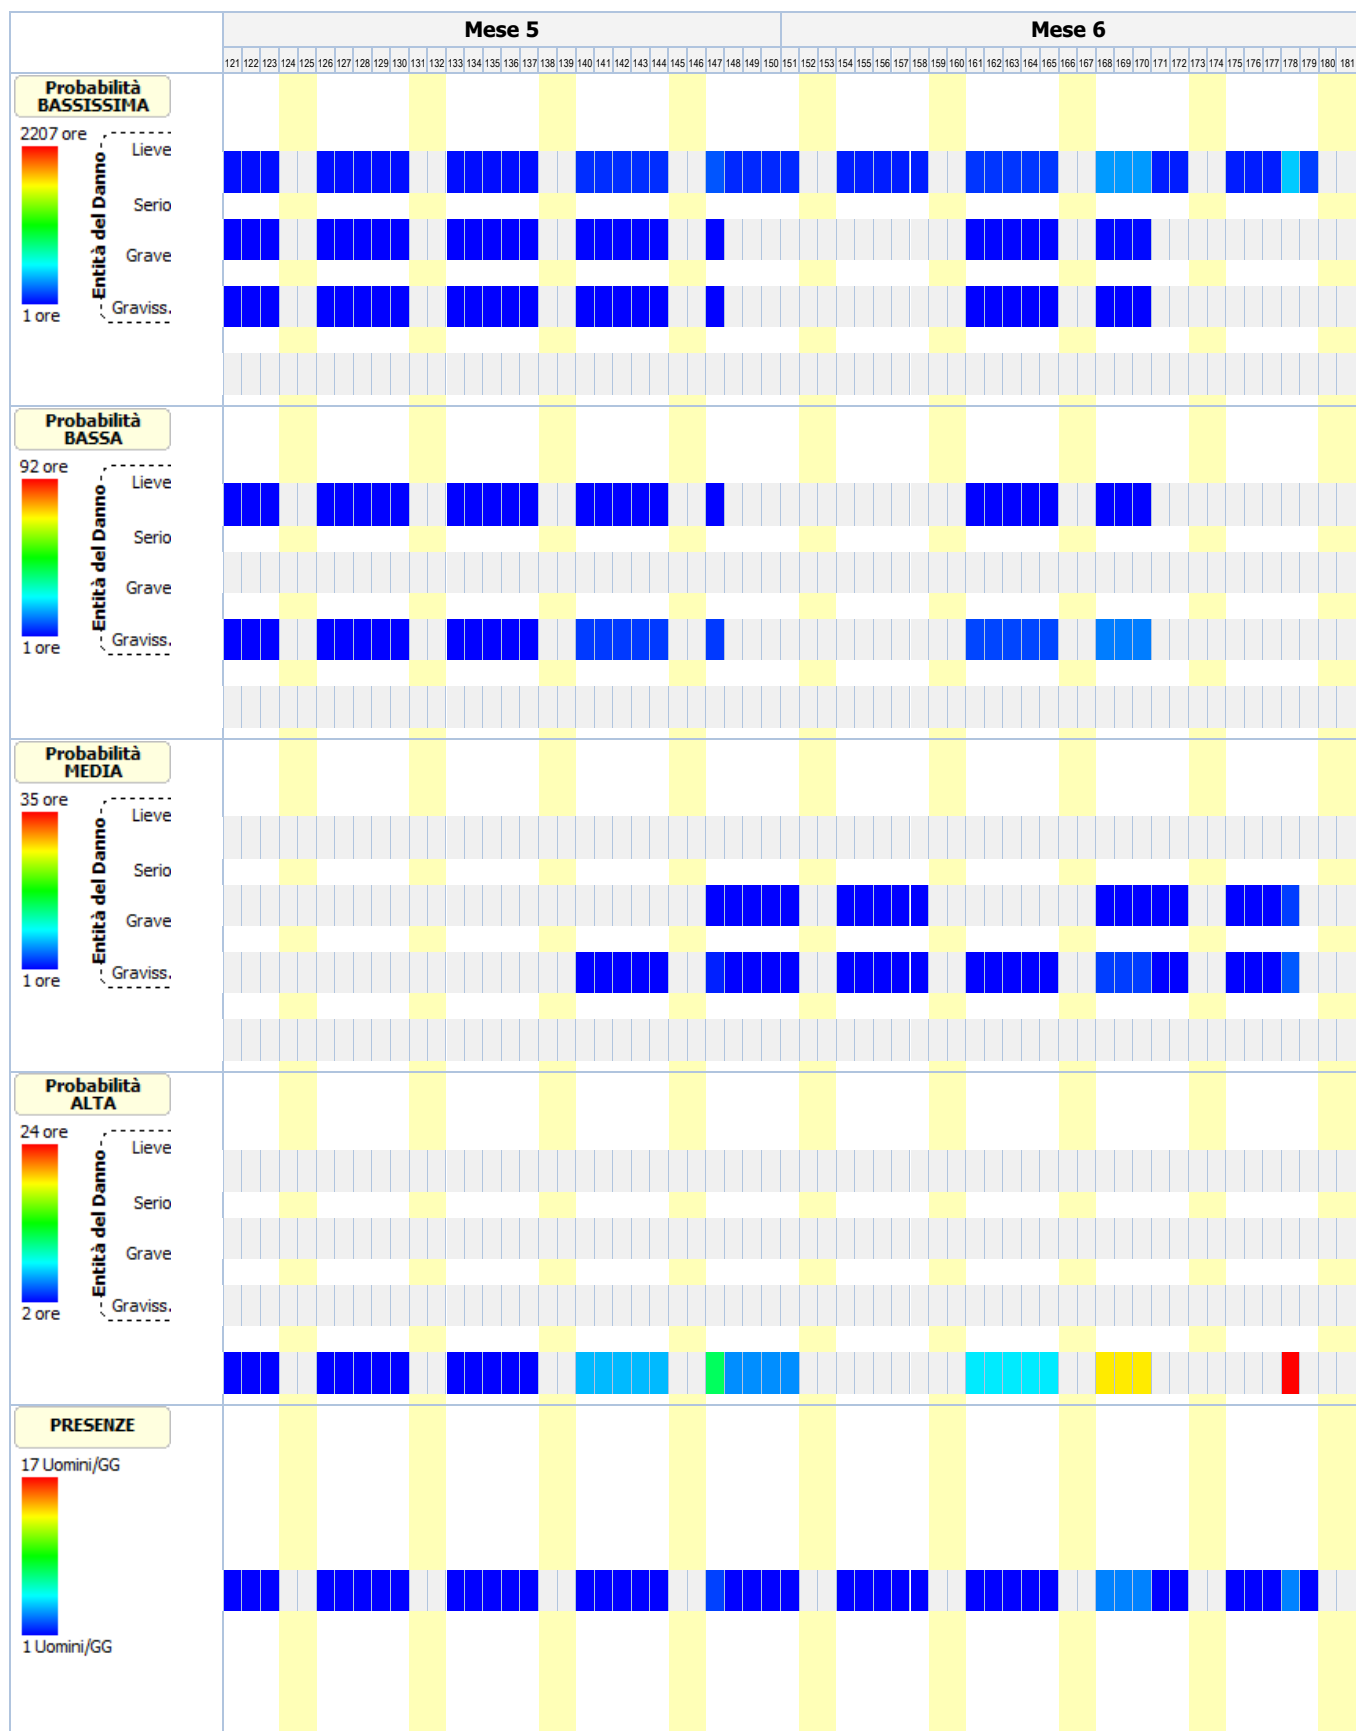 Mese 5 Mese 6
121 122 123 124 125 126 127 128 129 130 131 132 133 134 135 136 137 138 139 140 141 142 143 144 145 146 147 148 149 150 151 152 153 154 155 156 157 158 159 160 161 162 163 164 165 166 167 168 169 170 171 172 173 174 175 176 177 178 179 180 181
Probabilità
BASSISSIMA
2207 ore
Lieve
Serio
Grave
Graviss.
1 ore
Entità del Danno
Probabilità
BASSA
92 ore
Lieve
Serio
Grave
Graviss.
1 ore
Entità del Danno
Probabilità
MEDIA
35 ore
Lieve
Serio
Grave
Graviss.
1 ore
Entità del Danno
Probabilità
ALTA
24 ore
Lieve
Serio
Grave
Graviss.
2 ore
Entità del Danno
PRESENZE
17 Uomini/GG
1 Uomini/GG